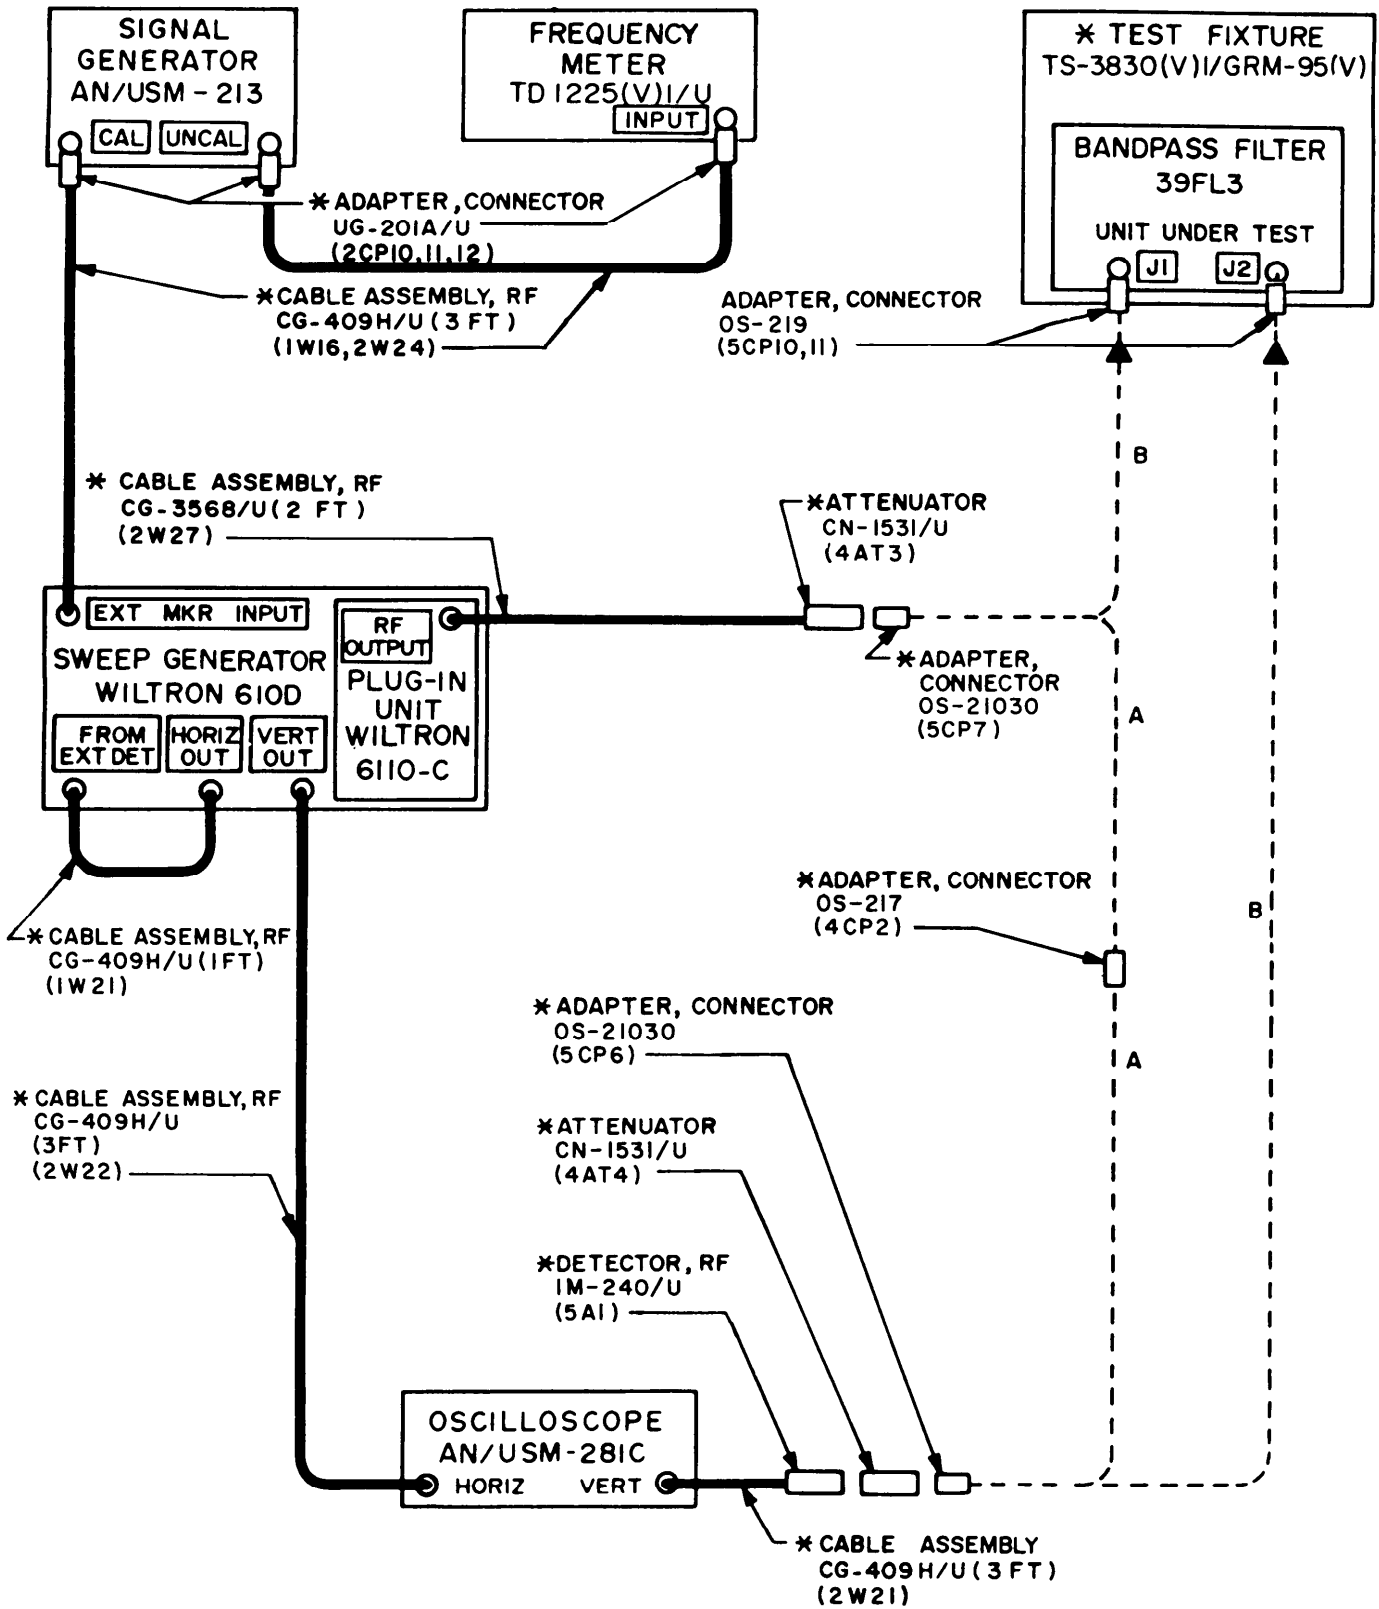 SIGNAL
GENERATOR
AN/USM-213
CAL
UNCAL
FREQUENCY
METER
TD 1225(V)1/U
INPUT
* TEST FIXTURE
TS-3830(V)1/GRM-95(V)
BANDPASS FILTER
39FL3
UNIT UNDER TEST
J1
J2
* ADAPTER, CONNECTOR
UG-201A/U
(2CP10,11,12)
* CABLE ASSEMBLY, RF
CG-409H/U (3 FT)
(1W16,2W24)
ADAPTER, CONNECTOR
OS-219
(5CP10,11)
B
* CABLE ASSEMBLY, RF
CG-3568/U (2 FT)
(2W27)
* ATTENUATOR
CN-1531/U
(4AT3)
EXT MKR INPUT
SWEEP GENERATOR
WILTRON 610D
FROM
EXT DET
HORIZ
OUT
VERT
OUT
RF
OUTPUT
PLUG-IN
UNIT
WILTRON
6110-C
* ADAPTER,
CONNECTOR
OS-21030
(5CP7)
A
* ADAPTER, CONNECTOR
OS-217
(4CP2)
B
* CABLE ASSEMBLY, RF
CG-409H/U (1FT)
(1W21)
* ADAPTER, CONNECTOR
OS-21030
(5CP6)
A
* CABLE ASSEMBLY, RF
CG-409H/U
(3FT)
(2W22)
* ATTENUATOR
CN-1531/U
(4AT4)
* DETECTOR, RF
1M-240/U
(5A1)
OSCILLOSCOPE
AN/USM-281C
HORIZ
VERT
* CABLE ASSEMBLY
CG-409H/U (3 FT)
(2W21)